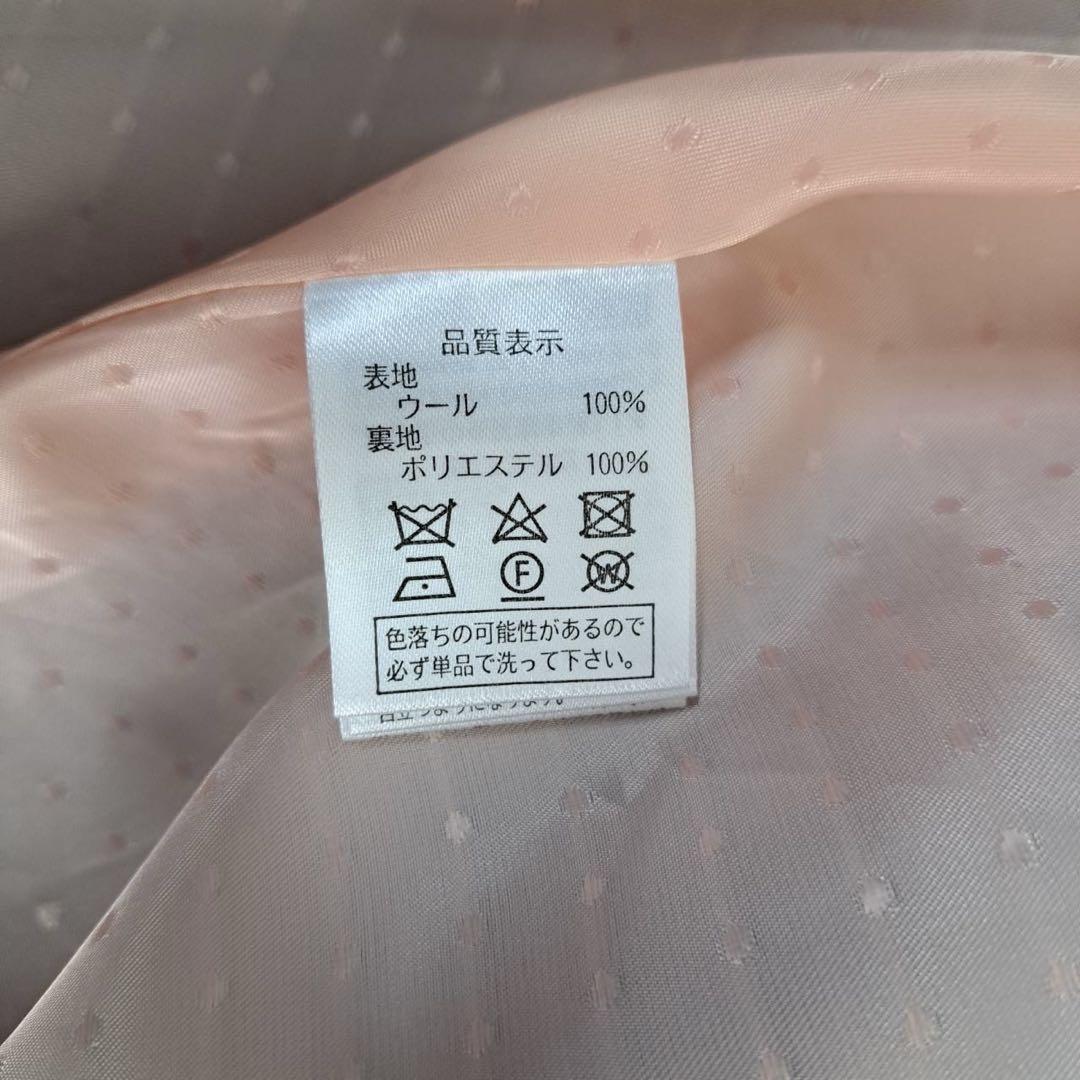 品質表示
表地
ウール 100%
裏地
ポリエステル 100%
F W
色落ちの可能性があるので
必ず単品で洗って下さい。